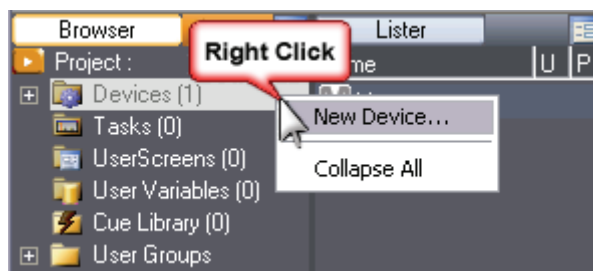 Browser
Lister
Right Click
Project :
me
U
P
Devices (1)
New Device...
Tasks (0)
UserScreens (0)
Collapse All
User Variables (0)
Cue Library (0)
User Groups